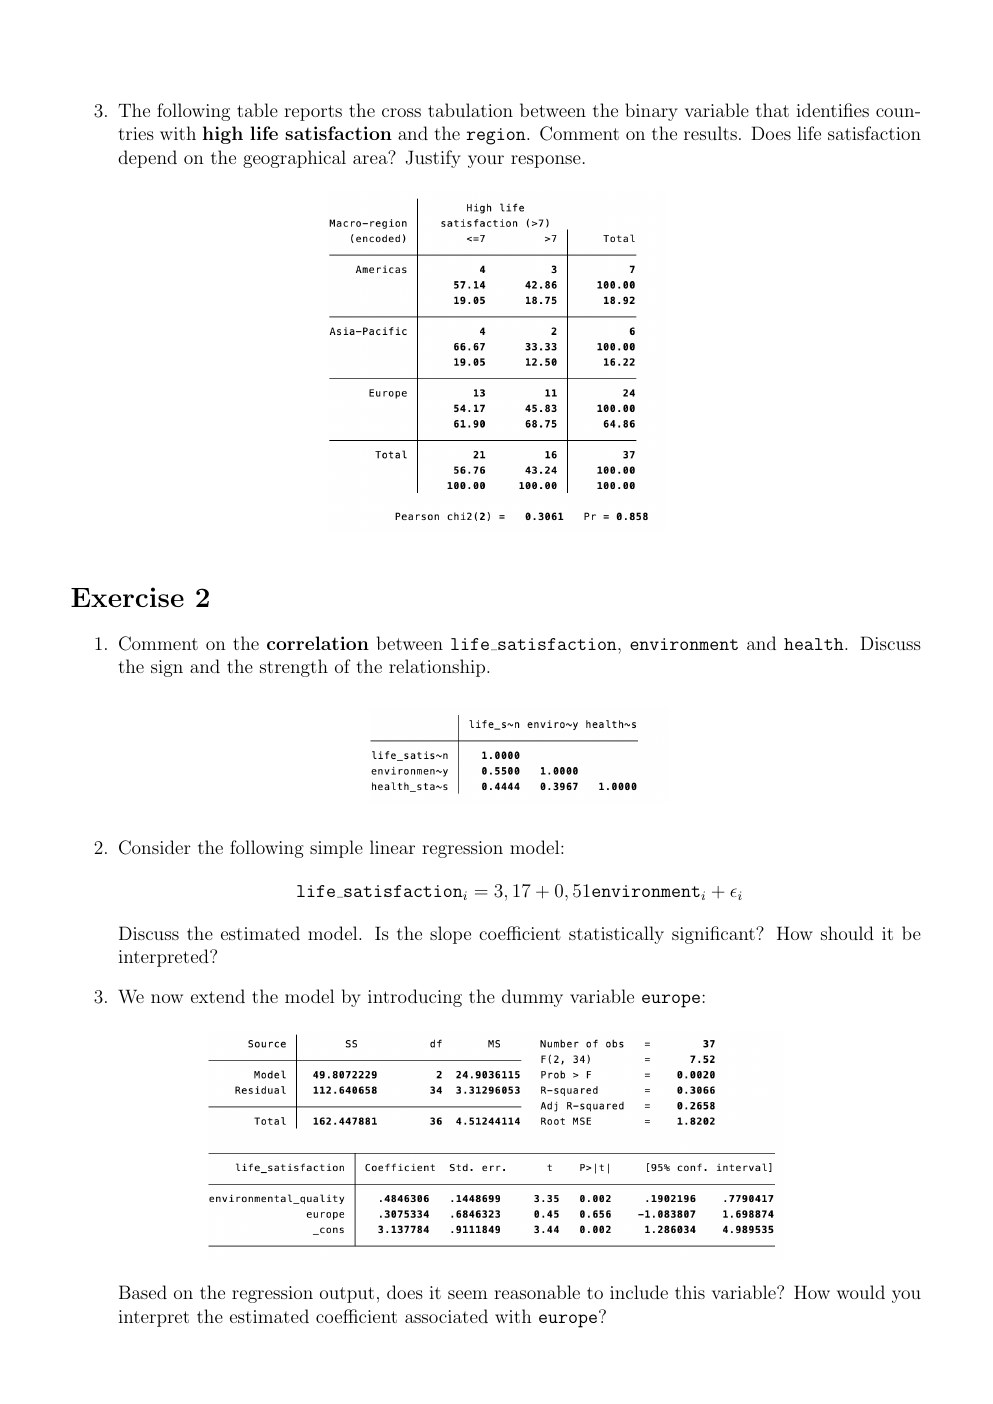 3. The following table reports the cross tabulation between the binary variable that identifies coun-
tries with high life satisfaction and the region. Comment on the results. Does life satisfaction
depend on the geographical area? Justify your response.
High life
Macro-region satisfaction (>7)
(encoded) <=7 >7 Total
Americas 4 3 7
57.14 42.86 100.00
19.05 18.75 18.92
Asia-Pacific 4 2 6
66.67 33.33 100.00
19.05 12.50 16.22
Europe 13 11 24
54.17 45.83 100.00
61.90 68.75 64.86
Total 21 16 37
56.76 43.24 100.00
100.00 100.00 100.00
Pearson chi2(2) = 0.3061 Pr = 0.858
Exercise 2
1. Comment on the correlation between life_satisfaction, environment and health. Discuss
the sign and the strength of the relationship.
life_s~n enviro~y health~s
life_satis~n 1.0000
environmen~y 0.5500 1.0000
health_sta~s 0.4444 0.3967 1.0000
2. Consider the following simple linear regression model:
life_satisfactionᵢ = 3, 17 + 0, 51environmentᵢ + ϵᵢ
Discuss the estimated model. Is the slope coefficient statistically significant? How should it be
interpreted?
3. We now extend the model by introducing the dummy variable europe:
Source SS df MS Number of obs = 37
F(2, 34) = 7.52
Model 49.8072229 2 24.9036115 Prob > F = 0.0020
Residual 112.640658 34 3.31296053 R-squared = 0.3066
Adj R-squared = 0.2658
Total 162.447881 36 4.51244114 Root MSE = 1.8202
life_satisfaction Coefficient Std. err. t P>|t| [95% conf. interval]
environmental_quality .4846306 .1448699 3.35 0.002 .1902196 .7790417
europe .3075334 .6846323 0.45 0.656 -1.083807 1.698874
_cons 3.137784 .9111849 3.44 0.002 1.286034 4.989535
Based on the regression output, does it seem reasonable to include this variable? How would you
interpret the estimated coefficient associated with europe?